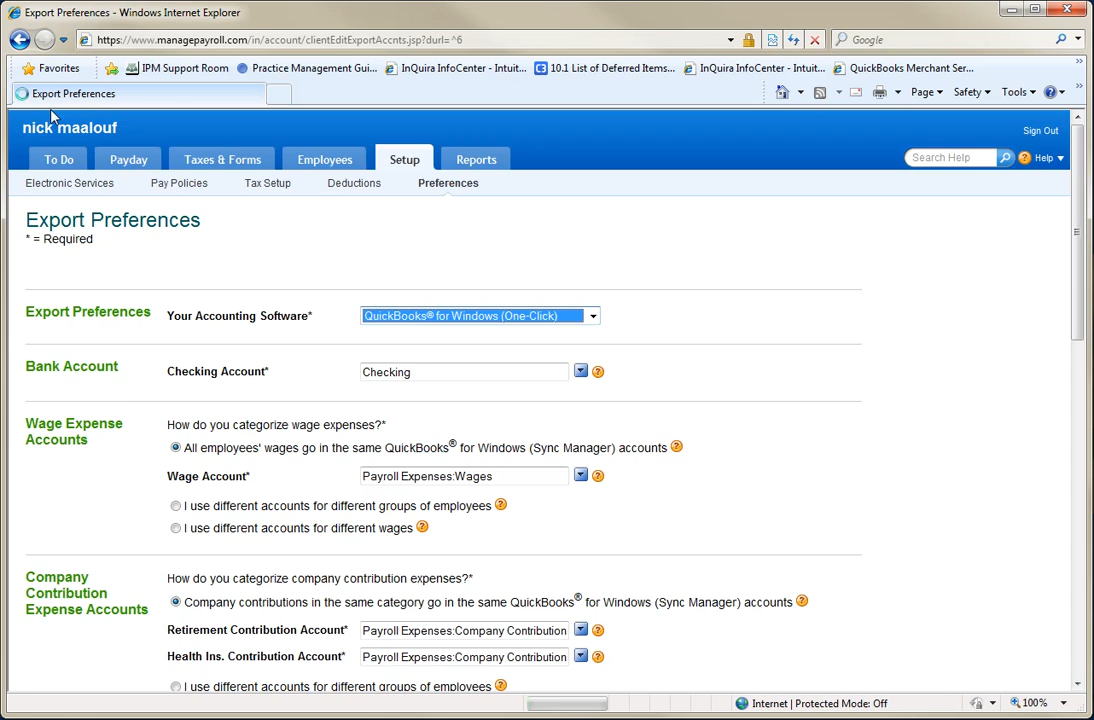 Export Preferences - Windows Internet Explorer
https://www.managepayroll.com/in/account/clientEditExportAccnts.jsp?durl=^6
Google
Favorites
IPM Support Room
Practice Management Gui...
InQuira InfoCenter - Intuit...
10.1 List of Deferred Items...
InQuira InfoCenter - Intuit...
QuickBooks Merchant Ser...
Export Preferences
Page
Safety
Tools
nick maalouf
Sign Out
To Do
Payday
Taxes & Forms
Employees
Setup
Reports
Search Help
Help
Electronic Services
Pay Policies
Tax Setup
Deductions
Preferences
Export Preferences
* = Required
Export Preferences
Your Accounting Software*
QuickBooks® for Windows (One-Click)
Bank Account
Checking Account*
Checking
Wage Expense
Accounts
How do you categorize wage expenses?*
All employees' wages go in the same QuickBooks® for Windows (Sync Manager) accounts
Wage Account*
Payroll Expenses:Wages
I use different accounts for different groups of employees
I use different accounts for different wages
Company
Contribution
Expense Accounts
How do you categorize company contribution expenses?*
Company contributions in the same category go in the same QuickBooks® for Windows (Sync Manager) accounts
Retirement Contribution Account*
Payroll Expenses:Company Contribution
Health Ins. Contribution Account*
Payroll Expenses:Company Contribution
I use different accounts for different groups of employees
Internet | Protected Mode: Off
100%